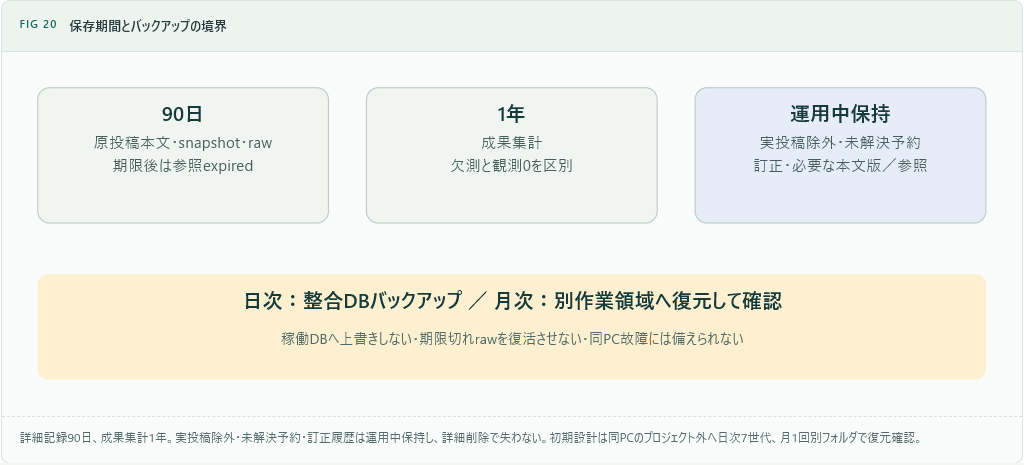 FIG 20 保存期間とバックアップの境界
90日
原投稿本文・snapshot・raw
期限後は参照expired
1年
成果集計
欠測と観測0を区別
運用中保持
実投稿除外・未解決予約
訂正・必要な本文版／参照
日次：整合DBバックアップ ／ 月次：別作業領域へ復元して確認
稼働DBへ上書きしない・期限切れrawを復活させない・同PC故障には備えられない
詳細記録90日、成果集計1年。実投稿除外・未解決予約・訂正履歴は運用中保持し、詳細削除で失わない。初期設計は同PCのプロジェクト外へ日次7世代、月1回別フォルダで復元確認。